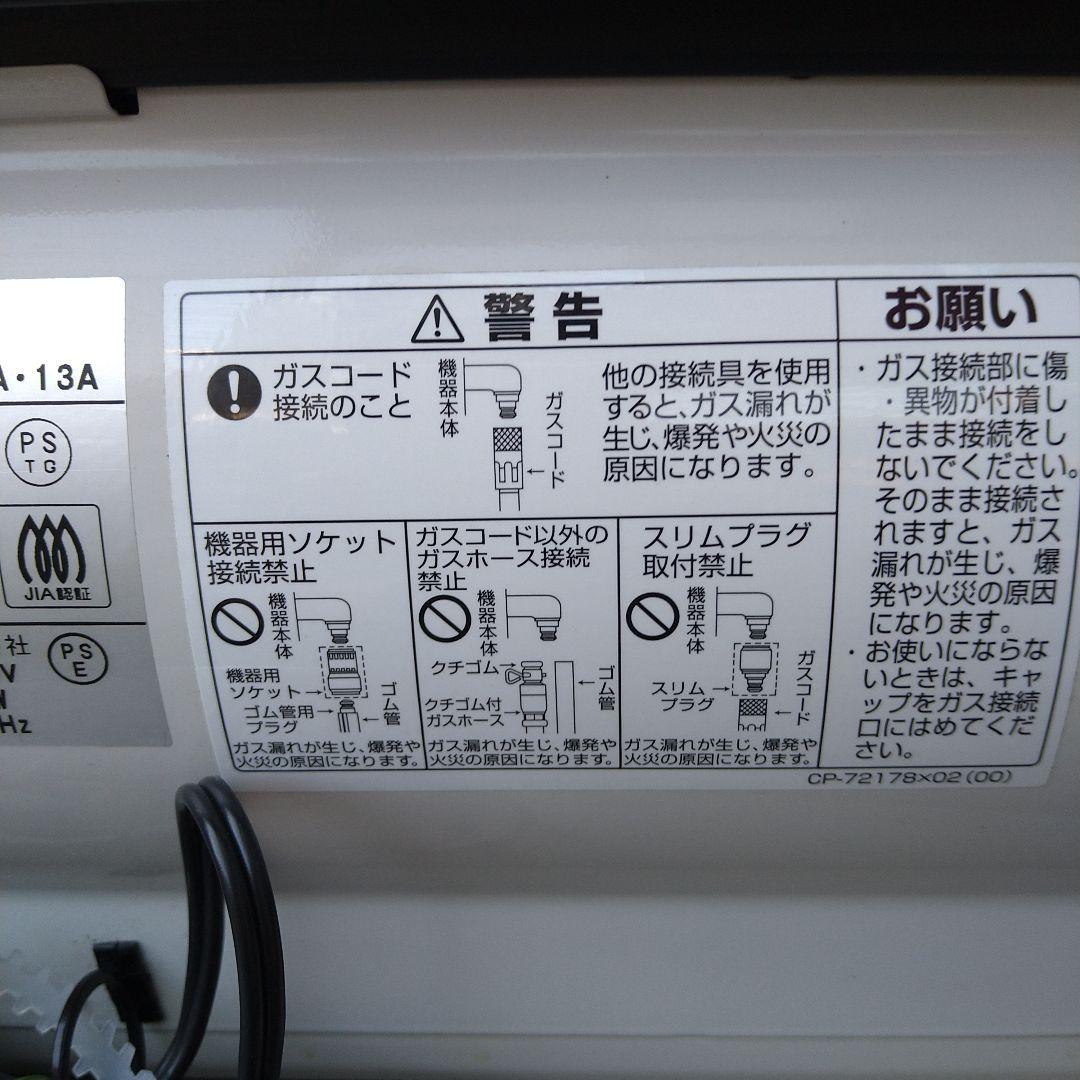 A・13A
PS
TG
JIA認証
社
PS
E
V
W
Hz
警告
ガスコード
接続のこと
機器本体
ガスコード
他の接続具を使用
すると、ガス漏れが
生じ、爆発や火災の
原因になります。
機器用ソケット
接続禁止
機器本体
機器用
ソケット
ゴム管用
プラグ
ゴム管
ガス漏れが生じ、爆発や
火災の原因になります。
ガスコード以外の
ガスホース接続
禁止
機器本体
クチゴム
クチゴム付
ガスホース
ゴム管
ガス漏れが生じ、爆発や
火災の原因になります。
スリムプラグ
取付禁止
機器本体
スリム
プラグ
ガスコード
ガス漏れが生じ、爆発や
火災の原因になります。
お願い
・ガス接続部に傷
・異物が付着し
たまま接続をし
ないでください。
そのまま接続さ
れますと、ガス
漏れが生じ、爆
発や火災の原因
になります。
・お使いにならな
いときは、キャ
ップをガス接続
口にはめてくだ
さい。
CP-72178×02(00)